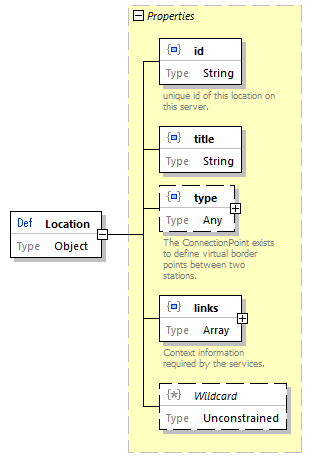 Properties
{} id
Type String
unique id of this location on
this server.
{} title
Type String
{} type
Type Any
The ConnectionPoint exists
to define virtual border
points between two
stations.
Def Location
Type Object
{} links
Type Array
Context information
required by the services.
{*} Wildcard
Type Unconstrained